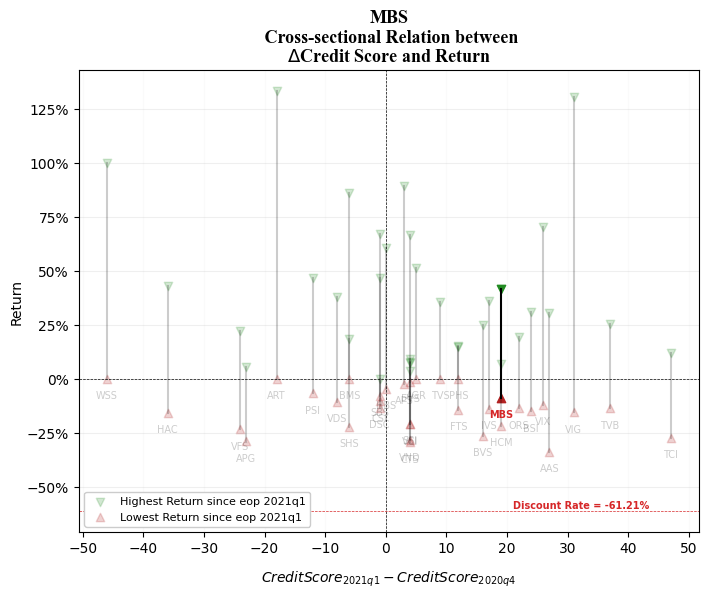 MBS
Cross-sectional Relation between
ΔCredit Score and Return
Return
125%
100%
75%
50%
25%
0%
−25%
−50%
WSS
HAC
VFS
APG
ART
PSI
VDS
BMS
SHS
DSC
TVS
PHS
FTS
BVS
IVS
MBS
HCM
ORS
BSI
VIX
AAS
VIG
TVB
TCI
Discount Rate = -61.21%
Highest Return since eop 2021q1
Lowest Return since eop 2021q1
−50 −40 −30 −20 −10 0 10 20 30 40 50
CreditScore2021q1 − CreditScore2020q4